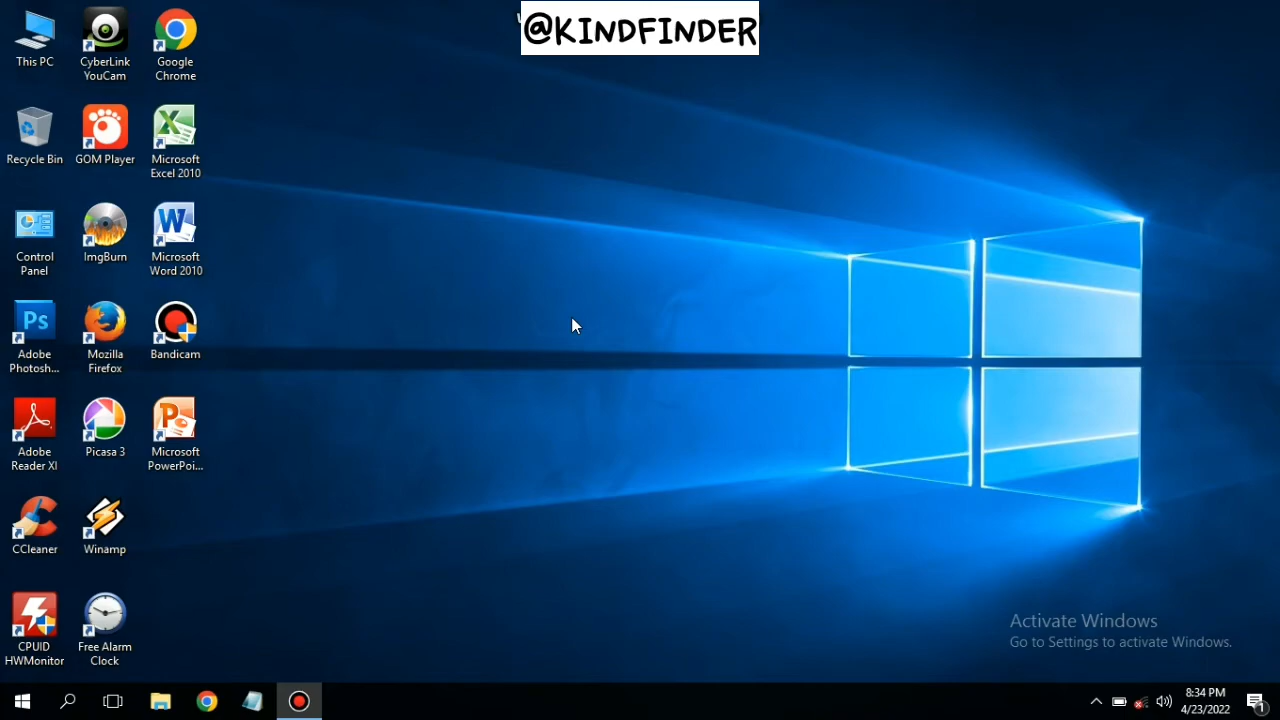 @KINDFINDER
This PC
CyberLink
YouCam
Google
Chrome
Recycle Bin
GOM Player
Microsoft
Excel 2010
Control
Panel
ImgBurn
Microsoft
Word 2010
Adobe
Photosh...
Mozilla
Firefox
Bandicam
Adobe
Reader XI
Picasa 3
Microsoft
PowerPoi...
CCleaner
Winamp
CPUID
HWMonitor
Free Alarm
Clock
Activate Windows
Go to Settings to activate Windows.
8:34 PM
4/23/2022